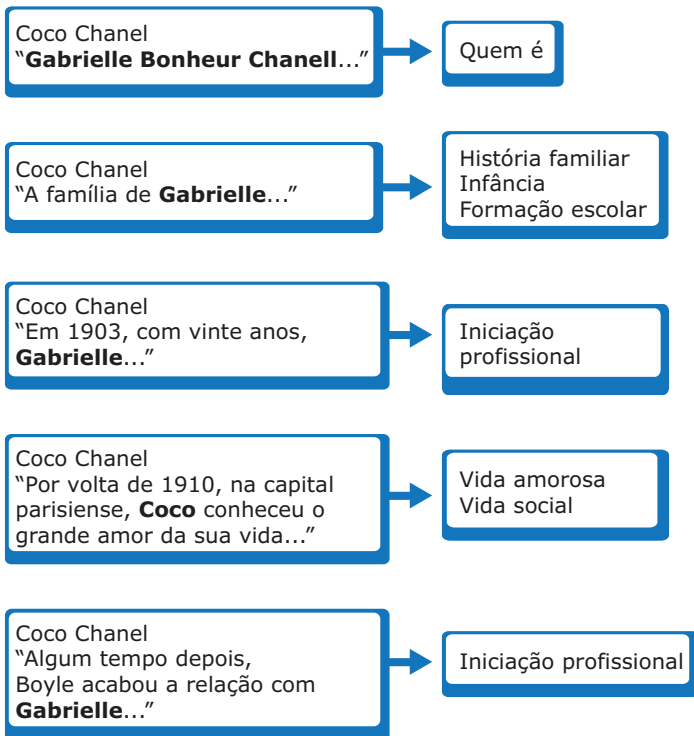 Coco Chanel
“Gabrielle Bonheur Chanell...”
Quem é
Coco Chanel
“A família de Gabrielle...”
História familiar
Infância
Formação escolar
Coco Chanel
“Em 1903, com vinte anos,
Gabrielle...”
Iniciação
profissional
Coco Chanel
“Por volta de 1910, na capital
parisiense, Coco conheceu o
grande amor da sua vida...”
Vida amorosa
Vida social
Coco Chanel
“Algum tempo depois,
Boyle acabou a relação com
Gabrielle...”
Iniciação profissional